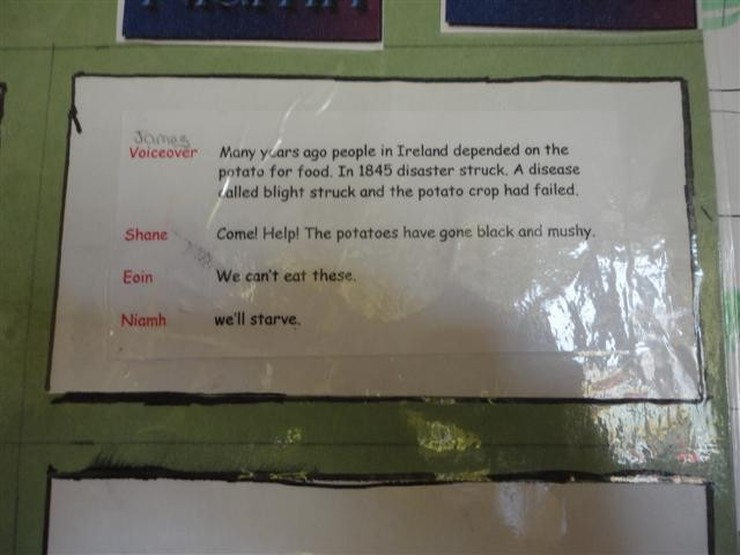 James
Voiceover Many years ago people in Ireland depended on the
potato for food. In 1845 disaster struck. A disease
called blight struck and the potato crop had failed.
Shane Come! Help! The potatoes have gone black and mushy.
Eoin We can't eat these.
Niamh we'll starve.